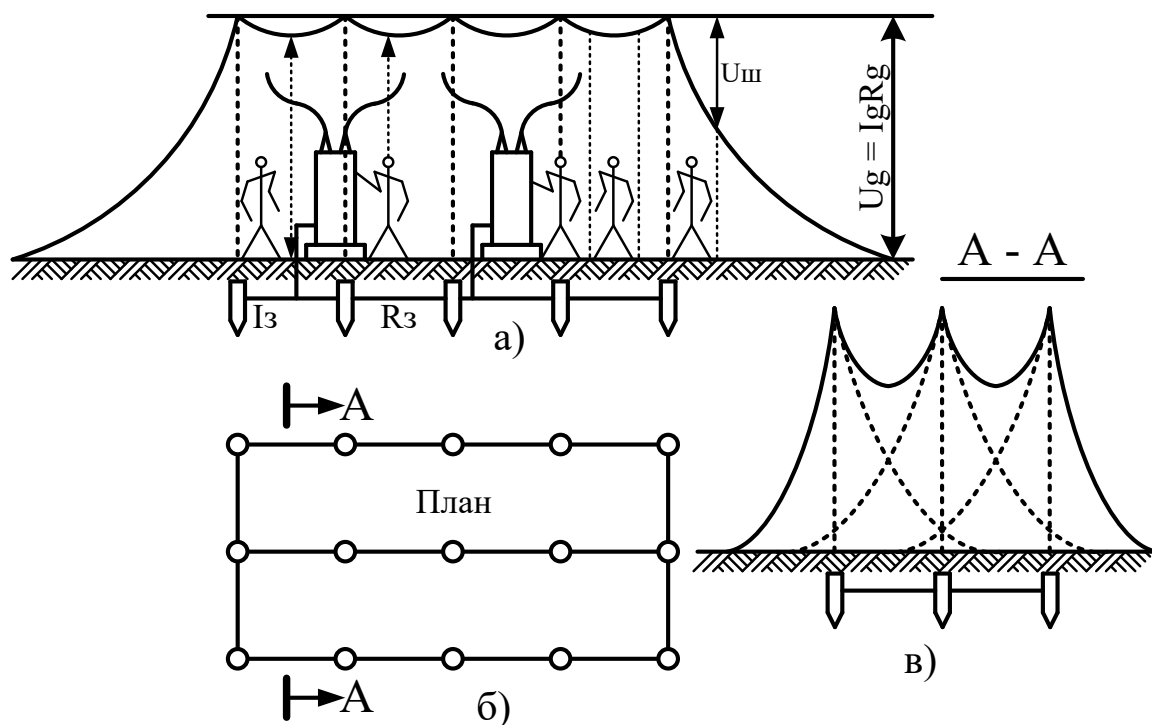 Uш
Ug = IgRg
Iз
Rз
а)
А - А
А
План
А
б)
в)